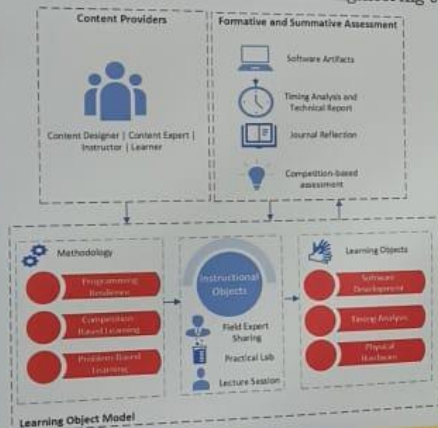 Content Providers
Content Designer | Content Expert |
Instructor | Learner
Formative and Summative Assessment
Software Artifacts
Timing Analysis and
Technical Report
Journal Reflection
Competition-based
assessment
Methodology
Programming
Resilience
Competition
Based Learning
Problem-Based
Learning
Instructional
Objects
Field Expert
Sharing
Practical Lab
Lecture Session
Learning Objects
Software
Development
Timing Analysis
Physical
Hardware
Learning Object Model